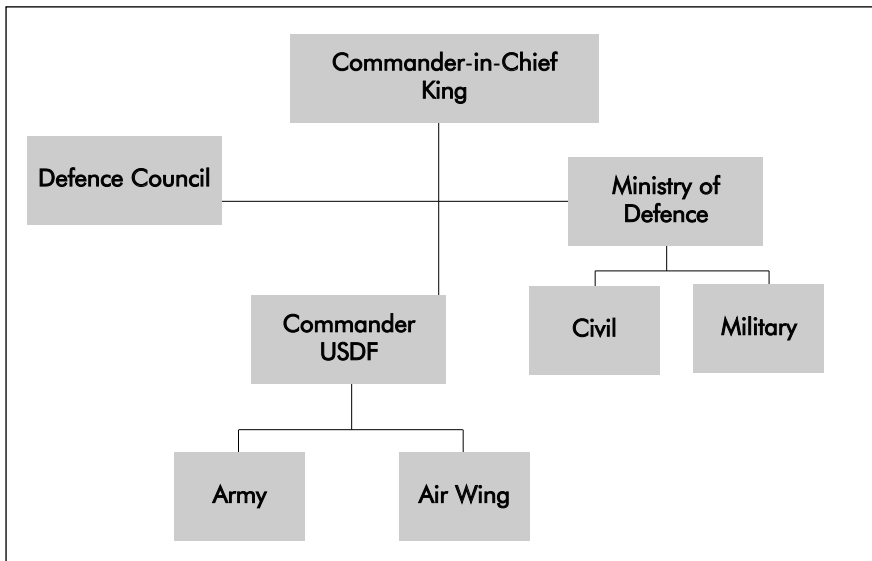 Commander-in-Chief
King
Defence Council
Ministry of
Defence
Commander
USDF
Civil
Military
Army
Air Wing